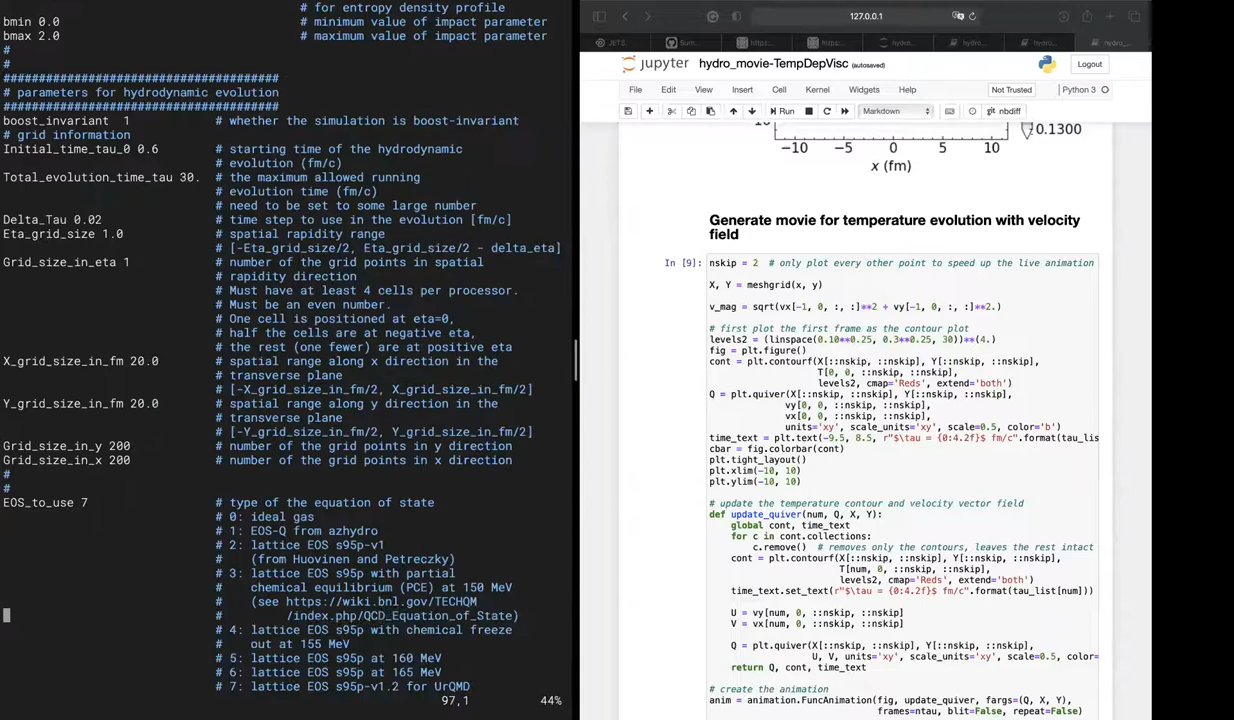 # for entropy density profile
bmin 0.0 # minimum value of impact parameter
bmax 2.0 # maximum value of impact parameter
#
#
#######################################
# parameters for hydrodynamic evolution
#######################################
boost_invariant  1 # whether the simulation is boost-invariant
# grid information
Initial_time_tau_0 0.6 # starting time of the hydrodynamic
# evolution (fm/c)
Total_evolution_time_tau 30. # the maximum allowed running
# evolution time (fm/c)
# need to be set to some large number
Delta_Tau 0.02 # time step to use in the evolution [fm/c]
Eta_grid_size 1.0 # spatial rapidity range
# [-Eta_grid_size/2, Eta_grid_size/2 - delta_eta]
Grid_size_in_eta 1 # number of the grid points in spatial
# rapidity direction
# Must have at least 4 cells per processor.
# Must be an even number.
# One cell is positioned at eta=0,
# half the cells are at negative eta,
# the rest (one fewer) are at positive eta
X_grid_size_in_fm 20.0 # spatial range along x direction in the
# transverse plane
# [-X_grid_size_in_fm/2, X_grid_size_in_fm/2]
Y_grid_size_in_fm 20.0 # spatial range along y direction in the
# transverse plane
# [-Y_grid_size_in_fm/2, Y_grid_size_in_fm/2]
Grid_size_in_y 200 # number of the grid points in y direction
Grid_size_in_x 200 # number of the grid points in x direction
#
#
EOS_to_use 7 # type of the equation of state
# 0: ideal gas
# 1: EOS-Q from azhydro
# 2: lattice EOS s95p-v1
#    (from Huovinen and Petreczky)
# 3: lattice EOS s95p with partial
#    chemical equilibrium (PCE) at 150 MeV
#    (see https://wiki.bnl.gov/TECHQM
#         /index.php/QCD_Equation_of_State)
# 4: lattice EOS s95p with chemical freeze
#    out at 155 MeV
# 5: lattice EOS s95p at 160 MeV
# 6: lattice EOS s95p at 165 MeV
# 7: lattice EOS s95p-v1.2 for UrQMD
97,1 44%
127.0.0.1
JETS
Sum...
https:...
https:...
hydro...
hydro...
hydro...
jupyter hydro_movie-TempDepVisc (autosaved) Logout
File Edit View Insert Cell Kernel Widgets Help Not Trusted Python 3
Run Markdown nbdiff
−10 −5 0 5 10 0.1300
x (fm)
Generate movie for temperature evolution with velocity
field
In [9]: nskip = 2  # only plot every other point to speed up the live animation
X, Y = meshgrid(x, y)
v_mag = sqrt(vx[-1, 0, :, :]**2 + vy[-1, 0, :, :]**2.)
# first plot the first frame as the contour plot
levels2 = (linspace(0.10**0.25, 0.3**0.25, 30))**(4.)
fig = plt.figure()
cont = plt.contourf(X[::nskip, ::nskip], Y[::nskip, ::nskip],
T[0, 0, ::nskip, ::nskip],
levels2, cmap='Reds', extend='both')
Q = plt.quiver(X[::nskip, ::nskip], Y[::nskip, ::nskip],
vy[0, 0, ::nskip, ::nskip],
vx[0, 0, ::nskip, ::nskip],
units='xy', scale_units='xy', scale=0.5, color='b')
time_text = plt.text(-9.5, 8.5, r"$\tau = {0:4.2f}$ fm/c".format(tau_lis
cbar = fig.colorbar(cont)
plt.tight_layout()
plt.xlim(-10, 10)
plt.ylim(-10, 10)
# update the temperature contour and velocity vector field
def update_quiver(num, Q, X, Y):
global cont, time_text
for c in cont.collections:
c.remove()  # removes only the contours, leaves the rest intact
cont = plt.contourf(X[::nskip, ::nskip], Y[::nskip, ::nskip],
T[num, 0, ::nskip, ::nskip],
levels2, cmap='Reds', extend='both')
time_text.set_text(r"$\tau = {0:4.2f}$ fm/c".format(tau_list[num]))
U = vy[num, 0, ::nskip, ::nskip]
V = vx[num, 0, ::nskip, ::nskip]
Q = plt.quiver(X[::nskip, ::nskip], Y[::nskip, ::nskip],
U, V, units='xy', scale_units='xy', scale=0.5, color=
return Q, cont, time_text
# create the animation
anim = animation.FuncAnimation(fig, update_quiver, fargs=(Q, X, Y),
frames=ntau, blit=False, repeat=False)